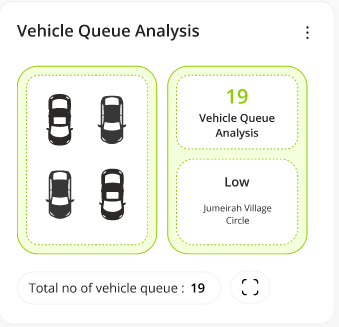 Vehicle Queue Analysis
19
Vehicle Queue
Analysis
Low
Jumeirah Village
Circle
Total no of vehicle queue : 19